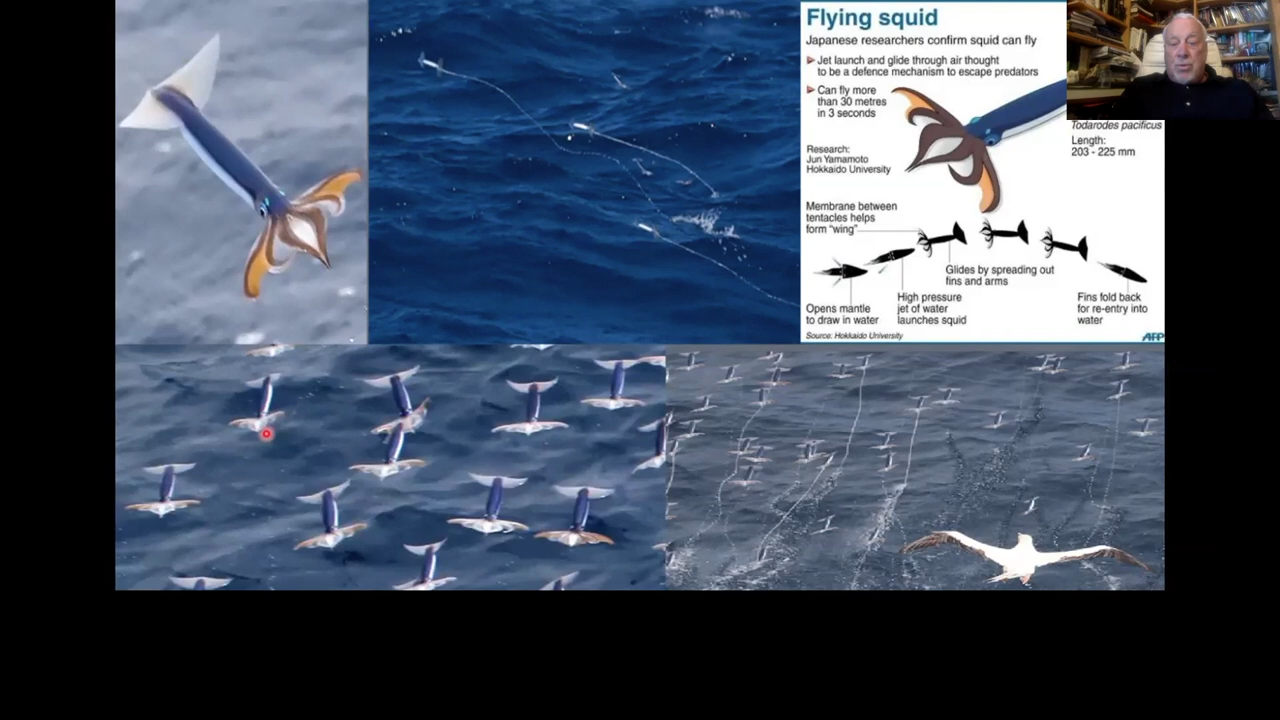 Flying squid
Japanese researchers confirm squid can fly
Jet launch and glide through air thought
to be a defence mechanism to escape predators
Can fly more
than 30 metres
in 3 seconds
Research:
Jun Yamamoto
Hokkaido University
Todarodes pacificus
Length:
203 - 225 mm
Membrane between
tentacles helps
form “wing”
Glides by spreading out
fins and arms
Opens mantle
to draw in water
High pressure
jet of water
launches squid
Fins fold back
for re-entry into
water
Source: Hokkaido University
AFP